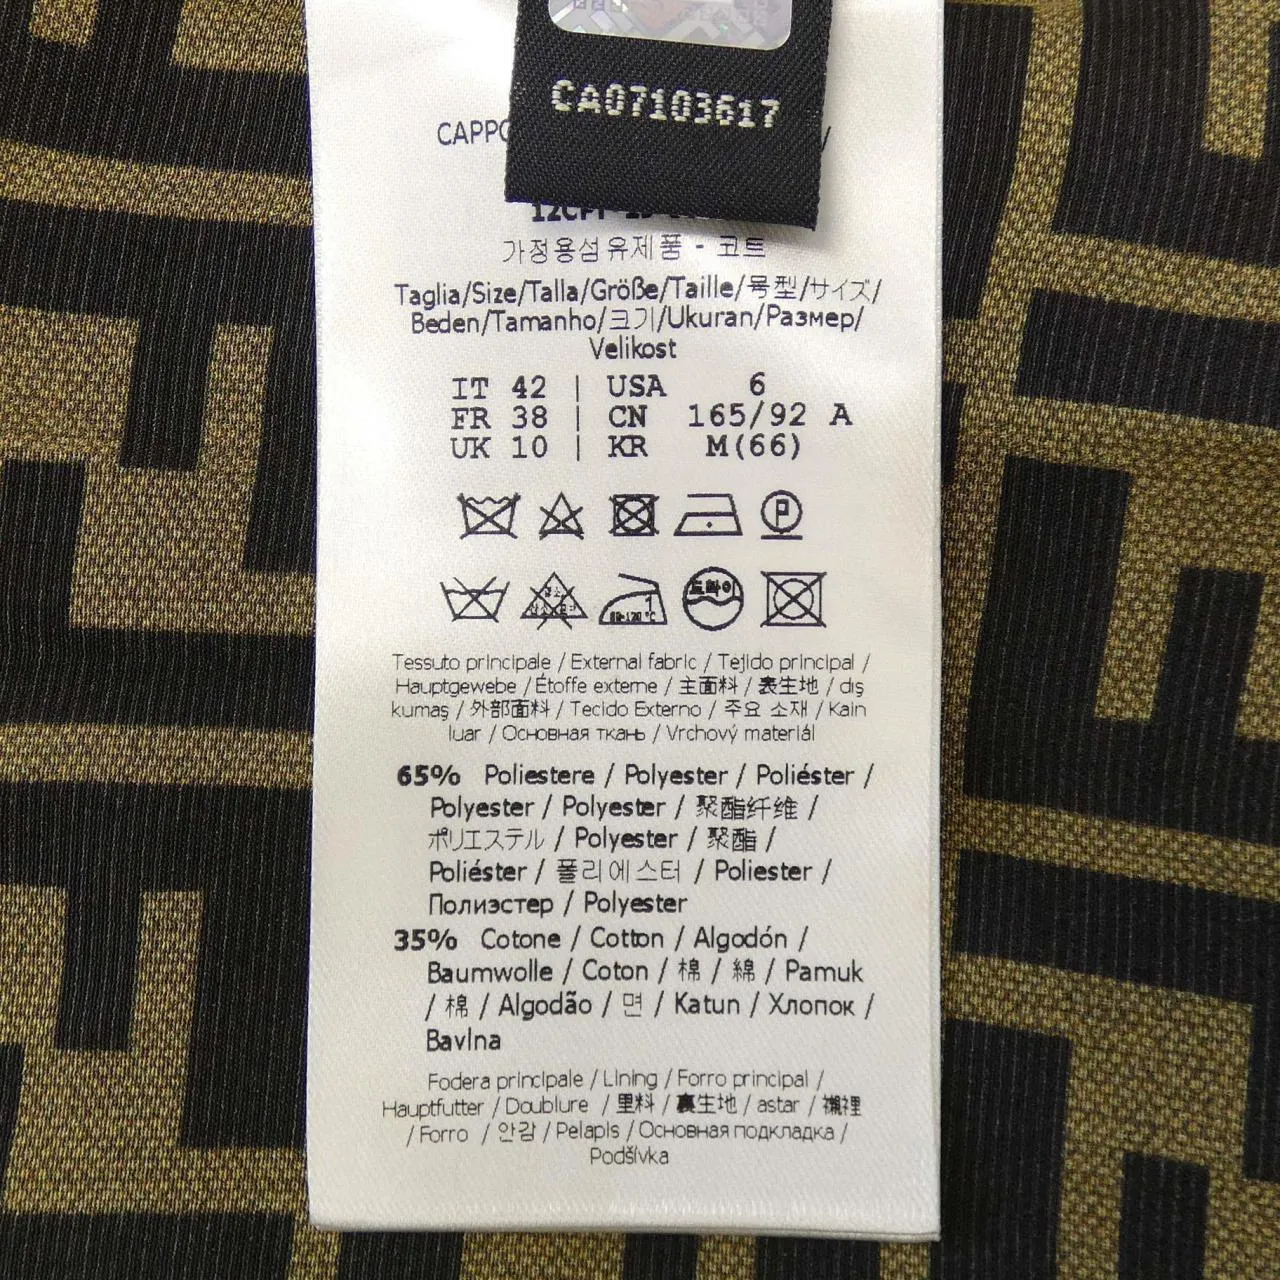 CA07103617
가정용섬유제품 - 코트
Taglia/Size/Talla/Größe/Taille/号型/サイズ/
Beden/Tamanho/크기/Ukuran/Размер/
Velikost
IT 42 | USA 6
FR 38 | CN 165/92 A
UK 10 | KR M(66)
Tessuto principale / External fabric / Tejido principal /
Hauptgewebe / Étoffe externe / 主面料 / 表生地 / dış
kumaş / 外部面料 / Tecido Externo / 주요 소재 / Kain
luar / Основная ткань / Vrchový materiál
65% Poliestere / Polyester / Poliéster /
Polyester / Polyester / 聚酯纤维 /
ポリエステル / Polyester / 聚酯 /
Poliéster / 폴리에스터 / Poliester /
Полиэстер / Polyester
35% Cotone / Cotton / Algodón /
Baumwolle / Coton / 棉 / 綿 / Pamuk
/ 棉 / Algodão / 면 / Katun / Хлопок /
Bavlna
Fodera principale / Lining / Forro principal /
Hauptfutter / Doublure / 里料 / 裏生地 / astar / 襯裡
/ Forro / 안감 / Pelapis / Основная подкладка /
Podšívka